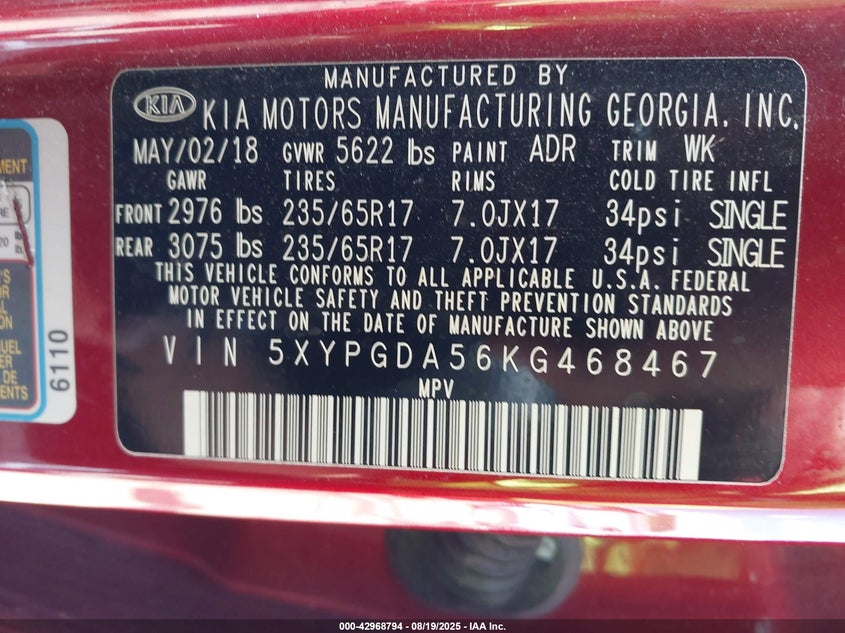 MANUFACTURED BY
KIA KIA MOTORS MANUFACTURING GEORGIA, INC.
MAY/02/18 GVWR 5622 lbs PAINT ADR TRIM WK
GAWR TIRES RIMS COLD TIRE INFL
FRONT 2976 lbs 235/65R17 7.0JX17 34psi SINGLE
REAR 3075 lbs 235/65R17 7.0JX17 34psi SINGLE
THIS VEHICLE CONFORMS TO ALL APPLICABLE U.S.A. FEDERAL
MOTOR VEHICLE SAFETY AND THEFT PREVENTION STANDARDS
IN EFFECT ON THE DATE OF MANUFACTURE SHOWN ABOVE
VIN 5XYPGDA56KG468467
MPV
6110
000-42968794 - 08/19/2025 - IAA Inc.